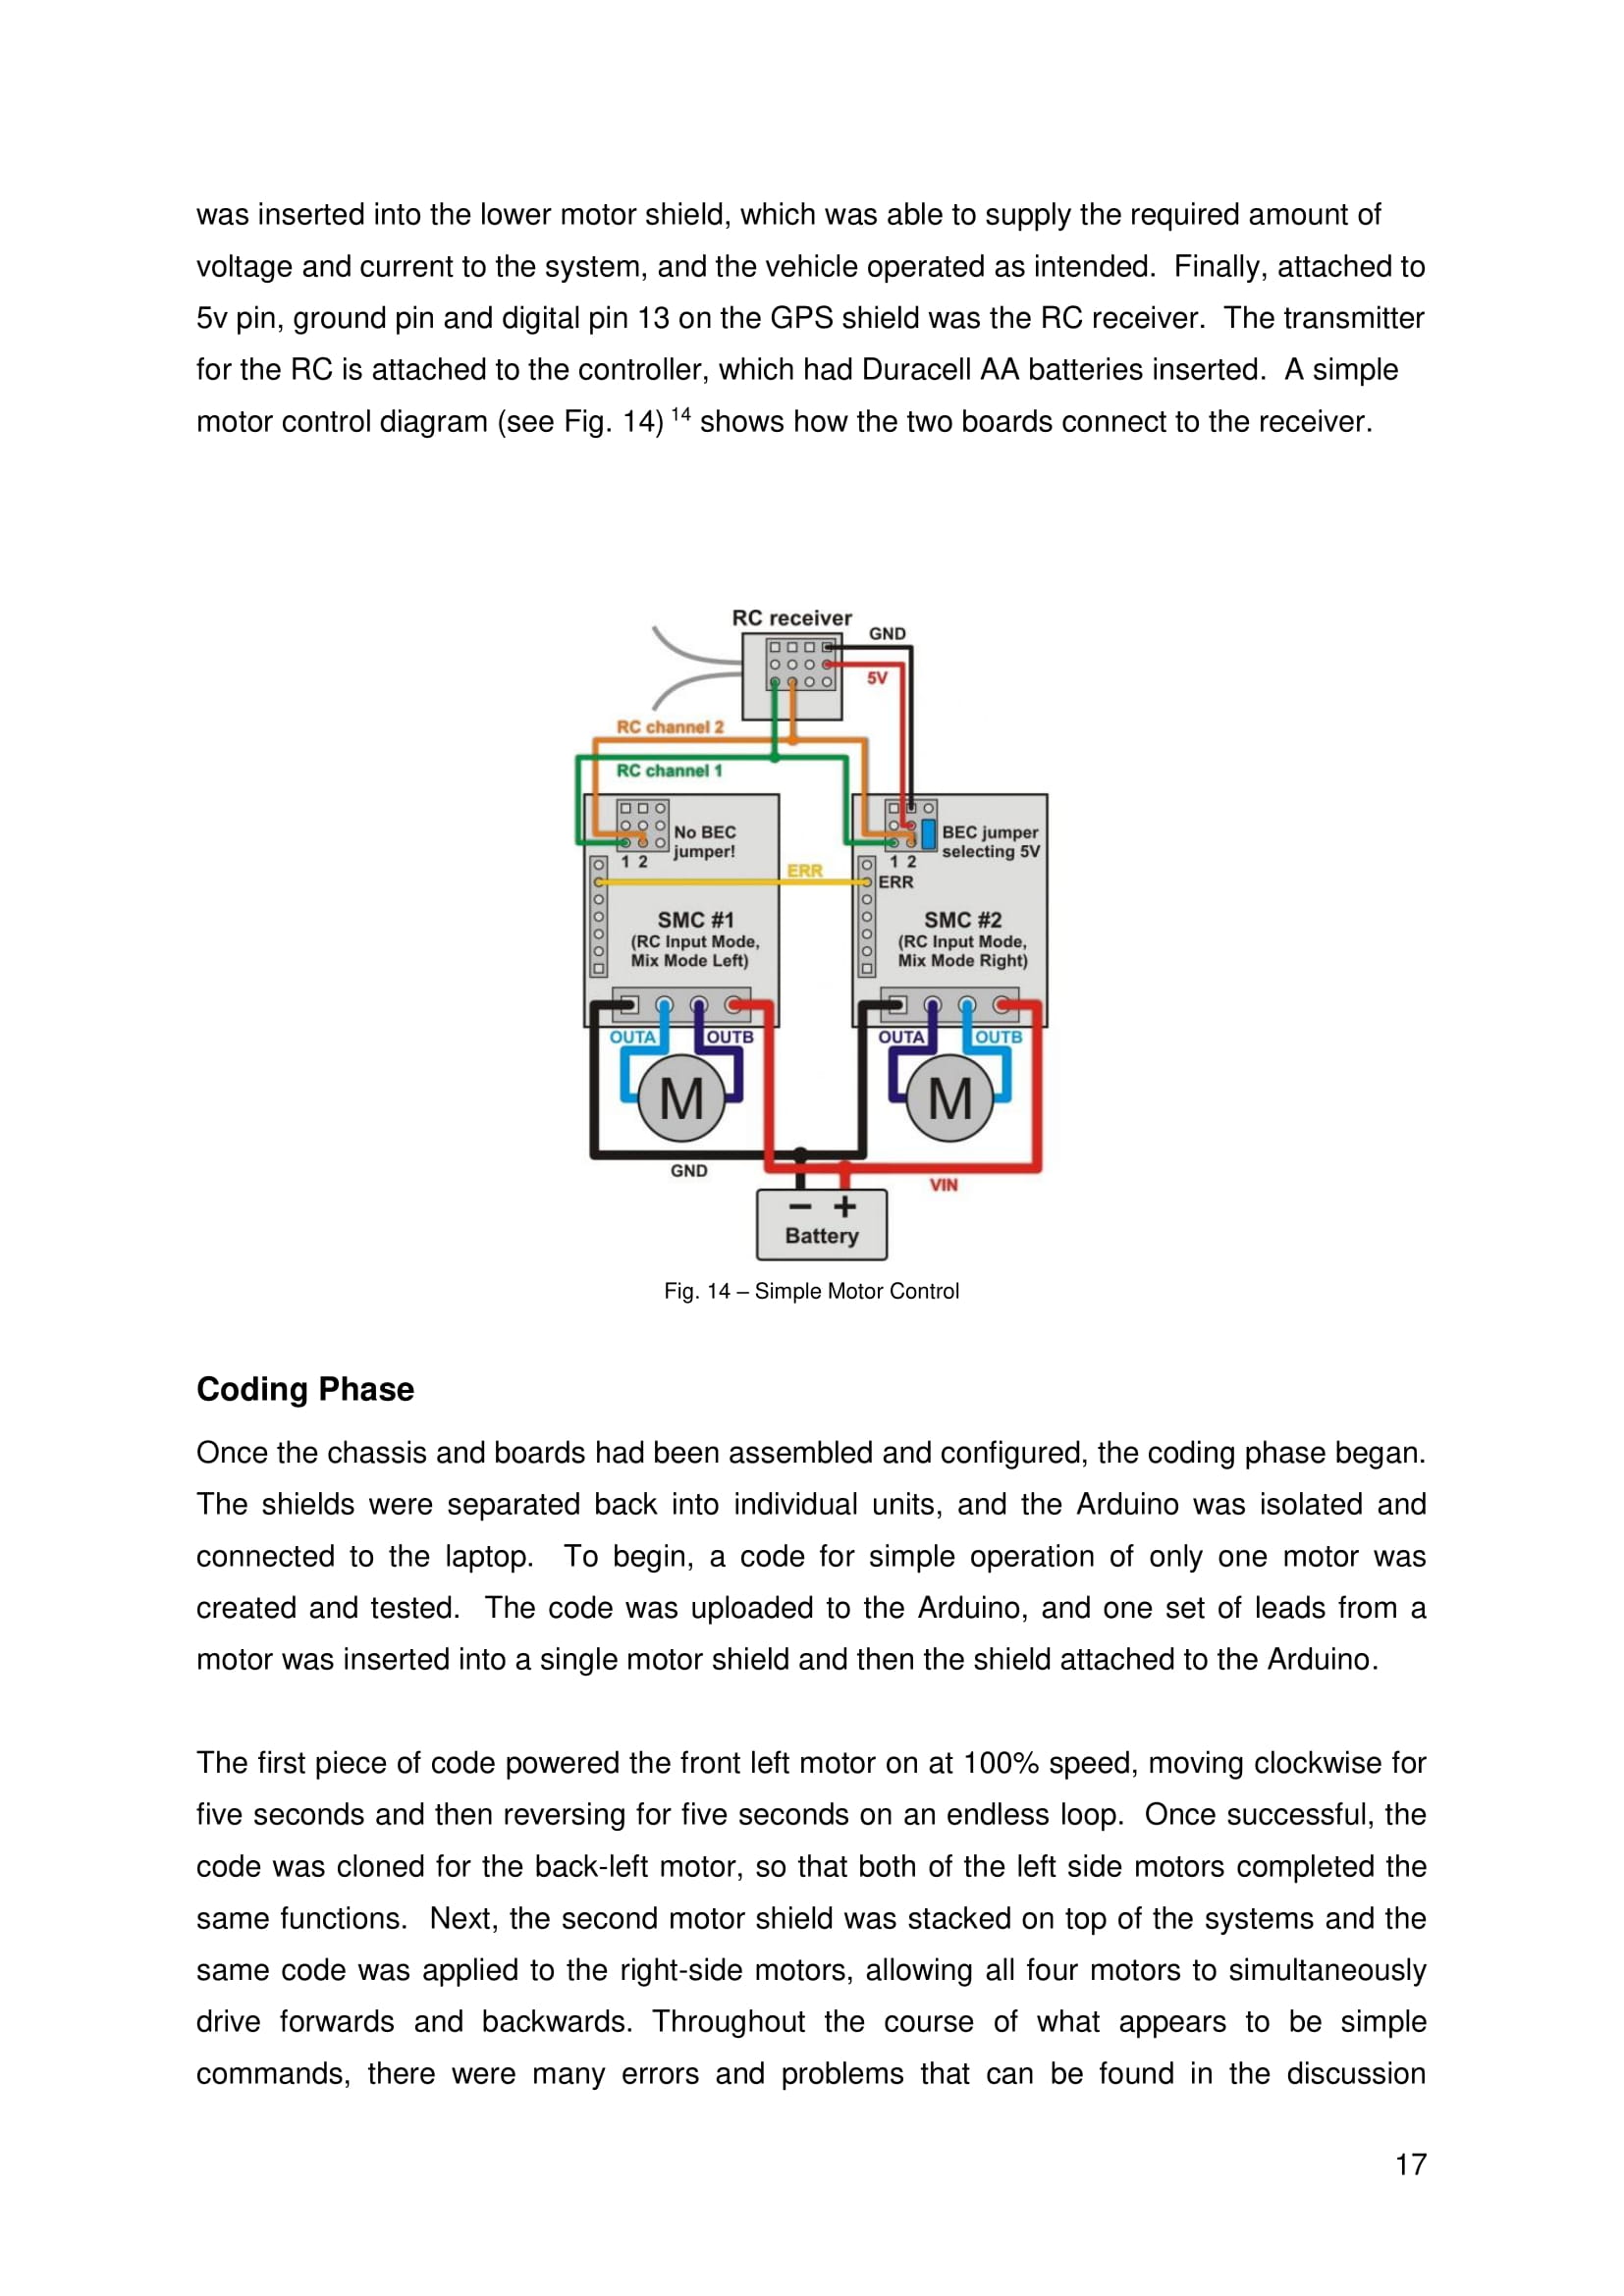 was inserted into the lower motor shield, which was able to supply the required amount of
voltage and current to the system, and the vehicle operated as intended.  Finally, attached to
5v pin, ground pin and digital pin 13 on the GPS shield was the RC receiver.  The transmitter
for the RC is attached to the controller, which had Duracell AA batteries inserted.  A simple
motor control diagram (see Fig. 14) 14 shows how the two boards connect to the receiver.
RC receiver
GND
5V
RC channel 2
RC channel 1
No BEC
jumper!
1 2
BEC jumper
selecting 5V
1 2
ERR
ERR
SMC #1
(RC Input Mode,
Mix Mode Left)
SMC #2
(RC Input Mode,
Mix Mode Right)
OUTA
OUTB
OUTA
OUTB
M
M
GND
VIN
− +
Battery
Fig. 14 – Simple Motor Control
Coding Phase
Once the chassis and boards had been assembled and configured, the coding phase began.
The shields were separated back into individual units, and the Arduino was isolated and
connected to the laptop.  To begin, a code for simple operation of only one motor was
created and tested.  The code was uploaded to the Arduino, and one set of leads from a
motor was inserted into a single motor shield and then the shield attached to the Arduino.
The first piece of code powered the front left motor on at 100% speed, moving clockwise for
five seconds and then reversing for five seconds on an endless loop.  Once successful, the
code was cloned for the back-left motor, so that both of the left side motors completed the
same functions.  Next, the second motor shield was stacked on top of the systems and the
same code was applied to the right-side motors, allowing all four motors to simultaneously
drive forwards and backwards. Throughout the course of what appears to be simple
commands, there were many errors and problems that can be found in the discussion
17